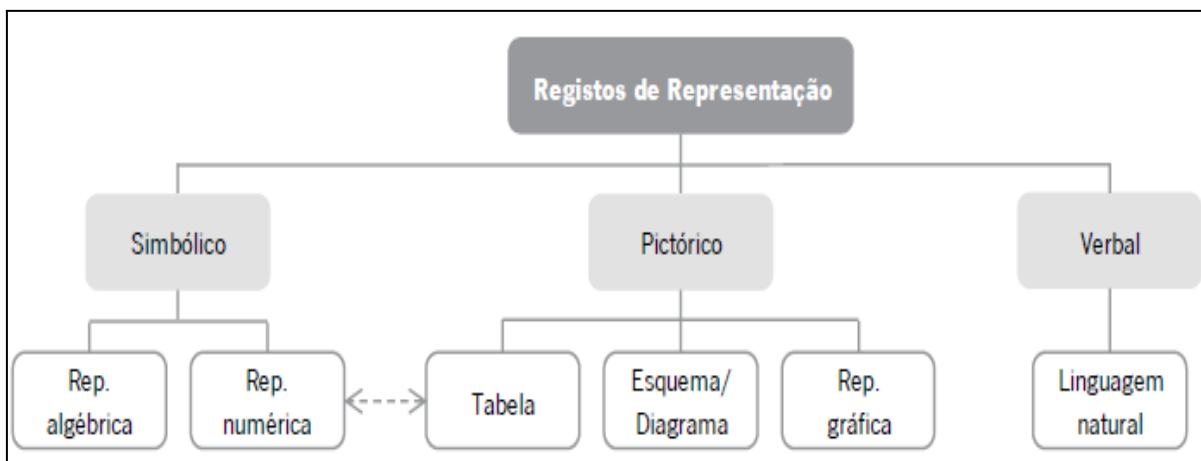 Registos de Representação
Simbólico
Pictórico
Verbal
Rep.
algébrica
Rep.
numérica
Tabela
Esquema/
Diagrama
Rep.
gráfica
Linguagem
natural